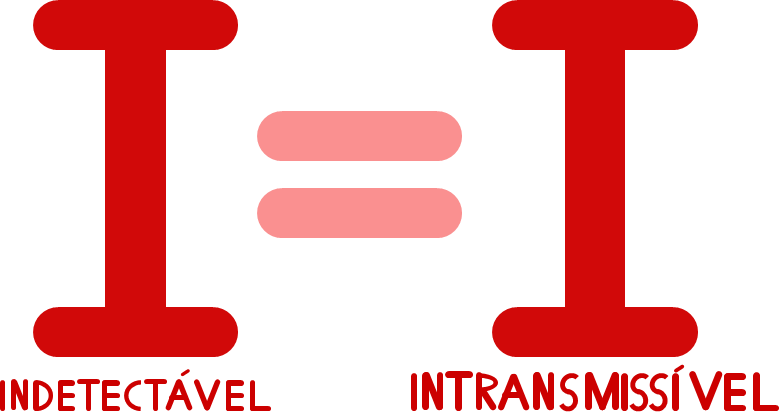 I = I
INDETECTÁVEL INTRANSMISSÍVEL